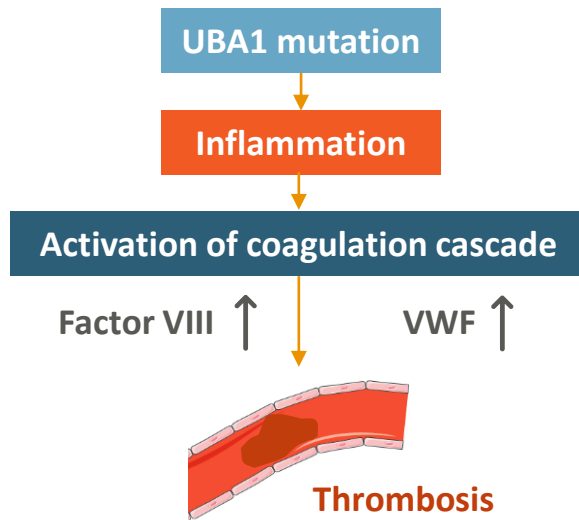 UBA1 mutation
Inflammation
Activation of coagulation cascade
Factor VIII ↑ VWF ↑
Thrombosis